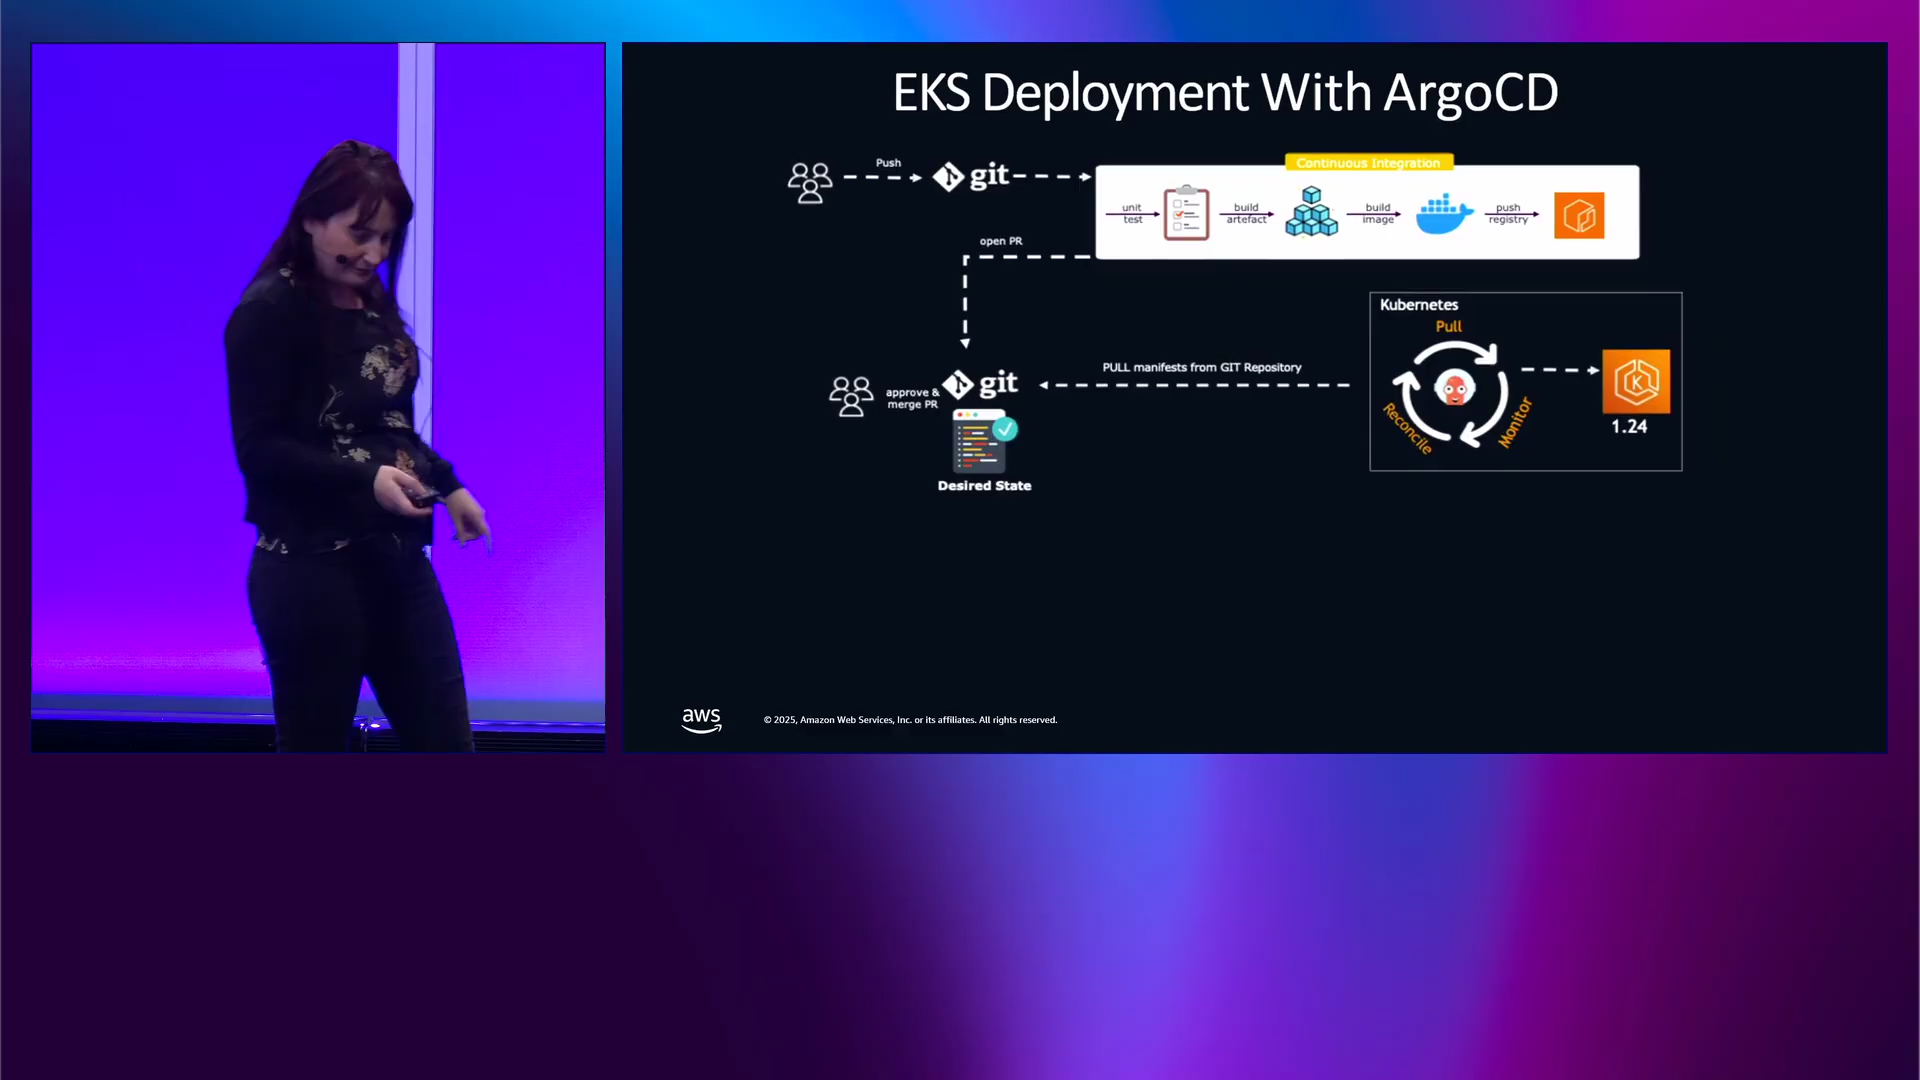 EKS Deployment With ArgoCD
Push
git
Continuous Integration
unit
test
build
artefact
build
image
push
registry
open PR
Kubernetes
Pull
Reconcile
Monitor
K
1.24
PULL manifests from GIT Repository
approve &
merge PR
git
Desired State
aws
© 2025, Amazon Web Services, Inc. or its affiliates. All rights reserved.